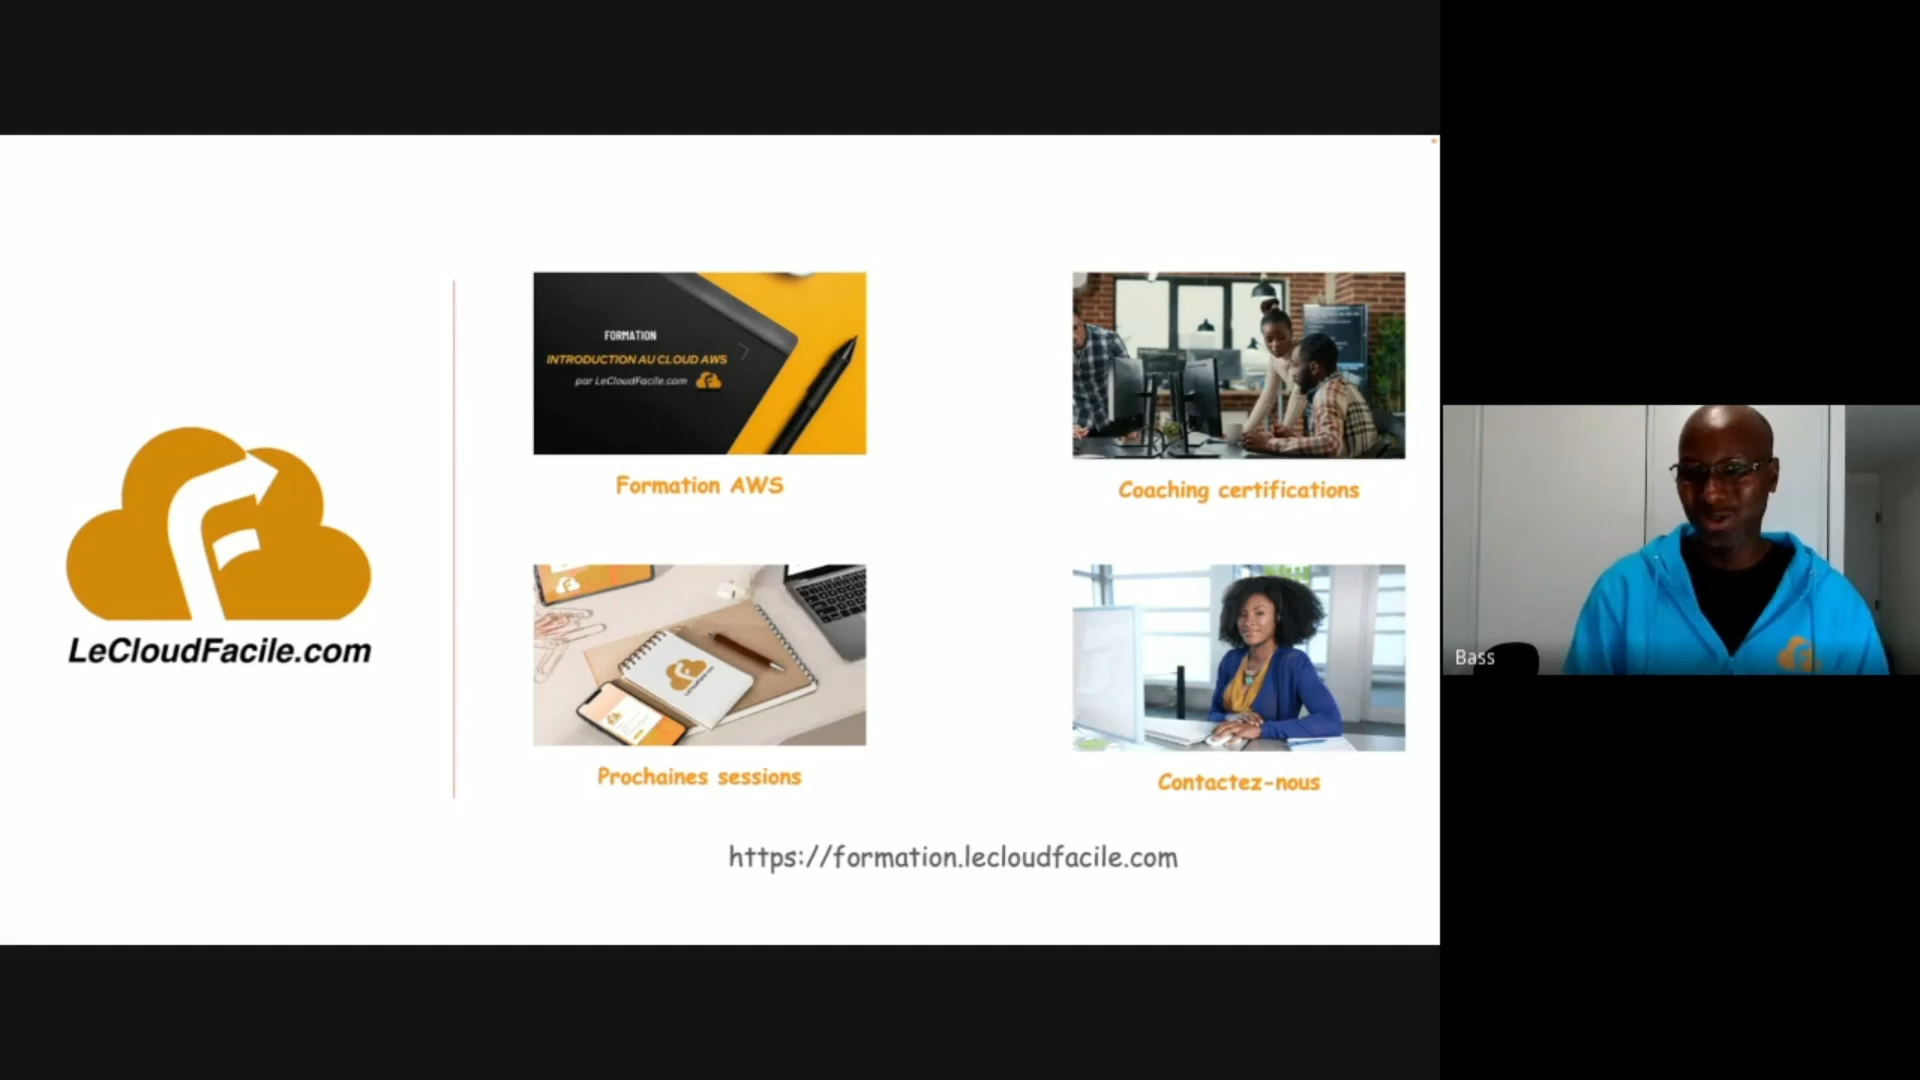 FORMATION
INTRODUCTION AU CLOUD AWS
par LeCloudFacile.com
Formation AWS
Coaching certifications
LeCloudFacile.com
Prochaines sessions
Contactez-nous
https://formation.lecloudfacile.com
Bass